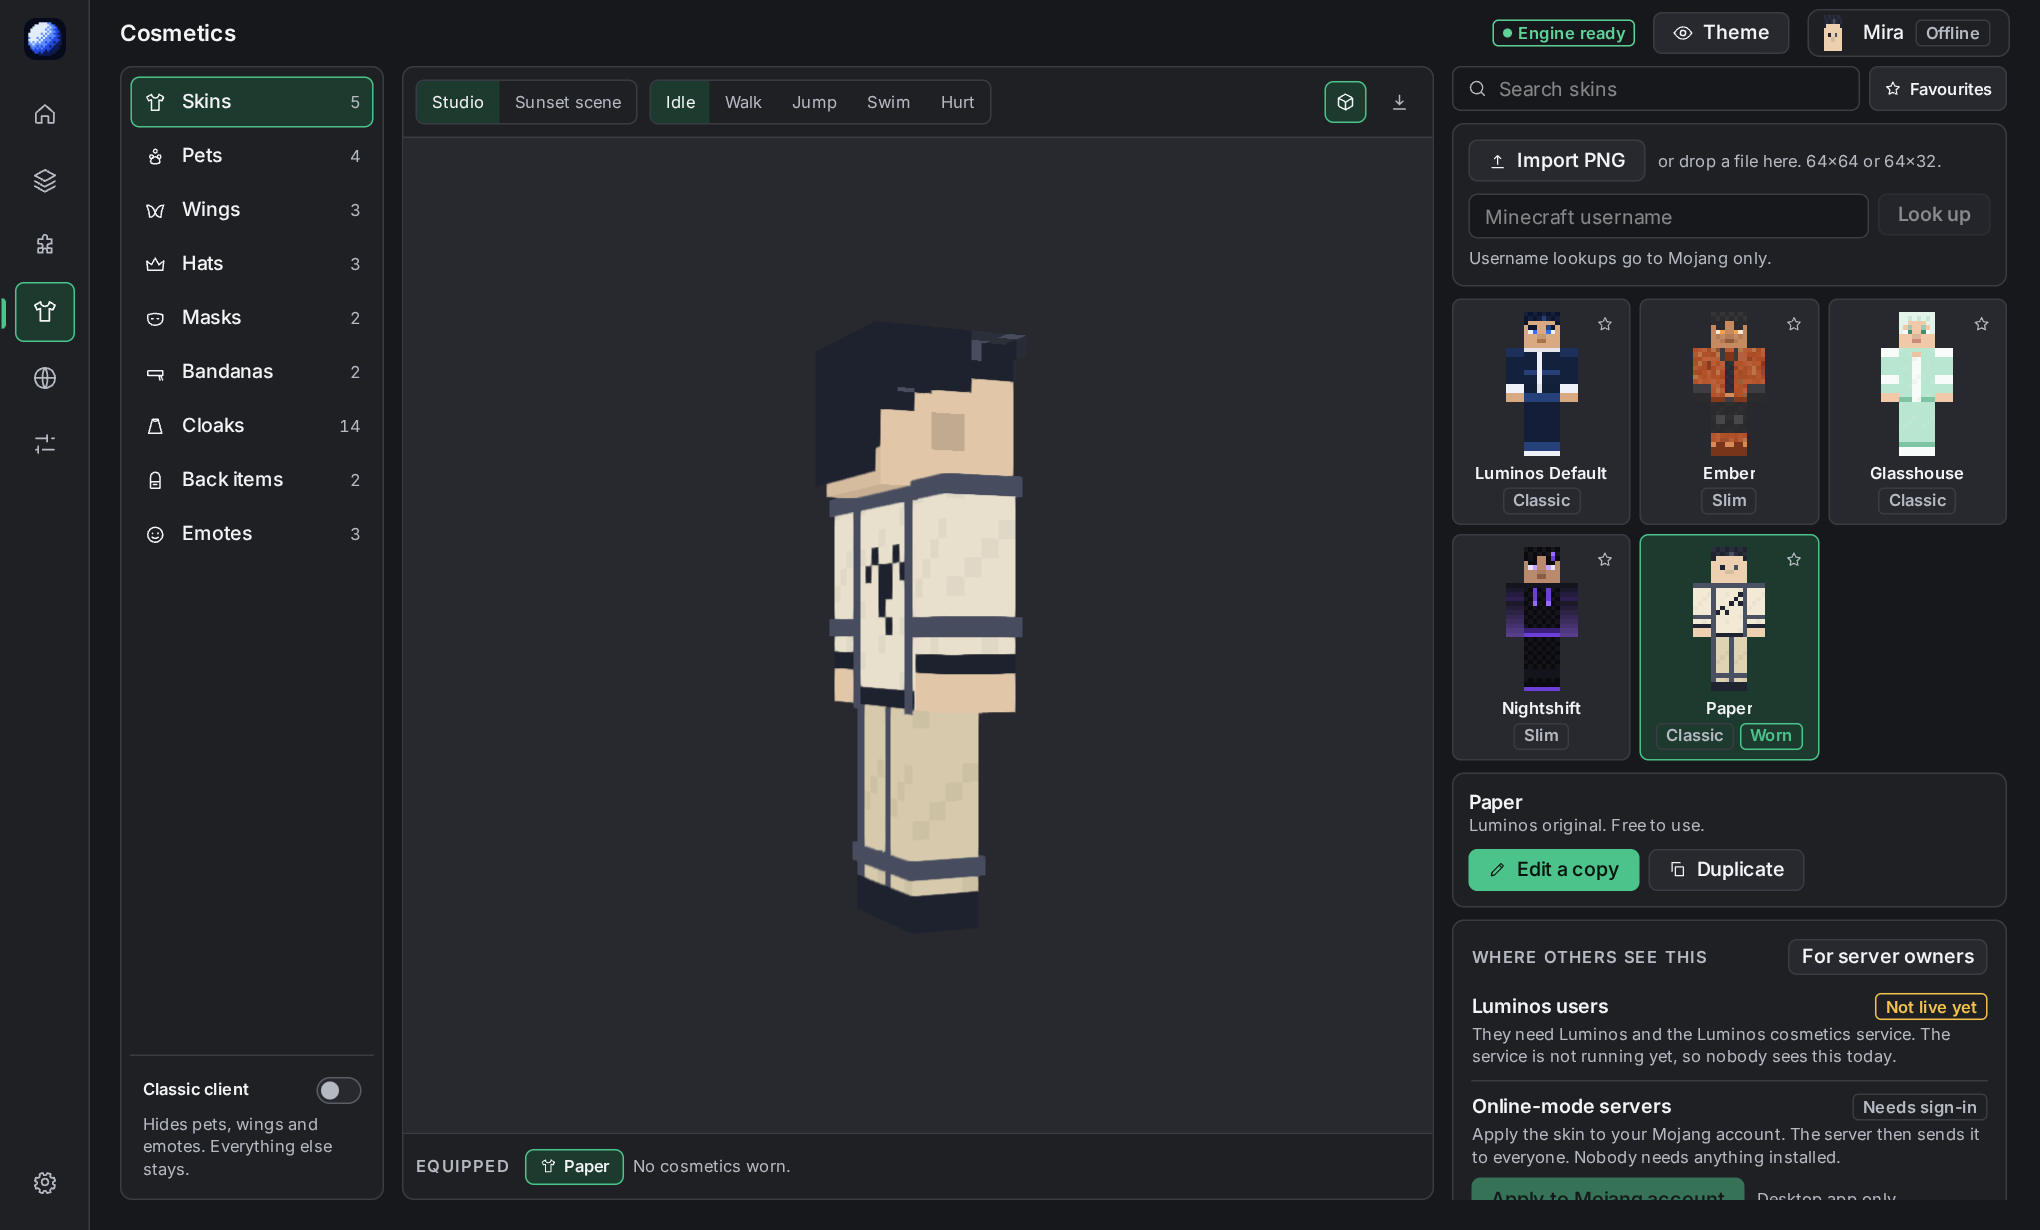 Cosmetics
Engine ready
Theme
Mira
Offline
Skins 5
Pets 4
Wings 3
Hats 3
Masks 2
Bandanas 2
Cloaks 14
Back items 2
Emotes 3
Classic client
Hides pets, wings and
emotes. Everything else
stays.
Studio Sunset scene
Idle Walk Jump Swim Hurt
EQUIPPED Paper No cosmetics worn.
Search skins
Favourites
Import PNG or drop a file here. 64×64 or 64×32.
Minecraft username Look up
Username lookups go to Mojang only.
Luminos Default
Classic
Ember
Slim
Glasshouse
Classic
Nightshift
Slim
Paper
Classic Worn
Paper
Luminos original. Free to use.
Edit a copy Duplicate
WHERE OTHERS SEE THIS For server owners
Luminos users Not live yet
They need Luminos and the Luminos cosmetics service. The
service is not running yet, so nobody sees this today.
Online-mode servers Needs sign-in
Apply the skin to your Mojang account. The server then sends it
to everyone. Nobody needs anything installed.
Apply to Mojang account Desktop app only